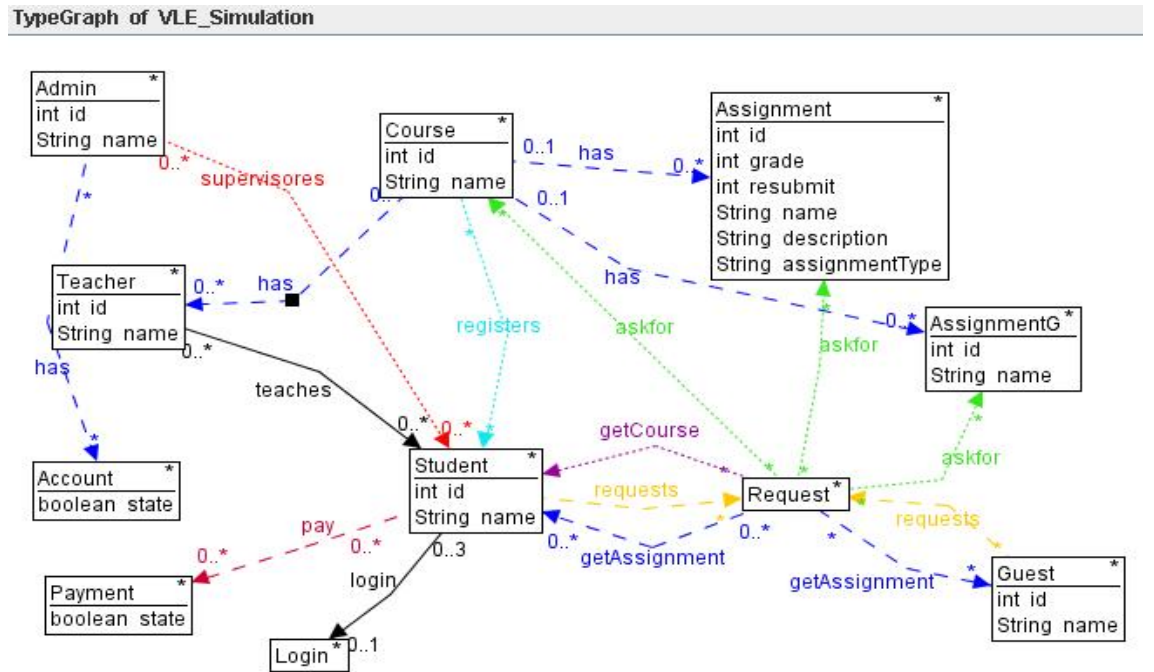 TypeGraph of VLE_Simulation
Admin *
int id
String name
Course *
int id
String name
Assignment *
int id
int grade
int resubmit
String name
String description
String assignmentType
0..*
supervisores
*
0..1
has
0..*
0..1
has
0..*
*
*
*
Teacher *
int id
String name
0..*
has
registers
askfor
askfor
AssignmentG *
int id
String name
*
0..*
teaches
has
*
0..*
0..*
*
getCourse
*
*
*
askfor
Account *
boolean state
Student *
int id
String name
requests
*
*
Request *
*
requests
pay
0..*
0..*
0..3
0..*
getAssignment
0..*
*
getAssignment
*
Payment *
boolean state
login
Guest *
int id
String name
Login *
0..1